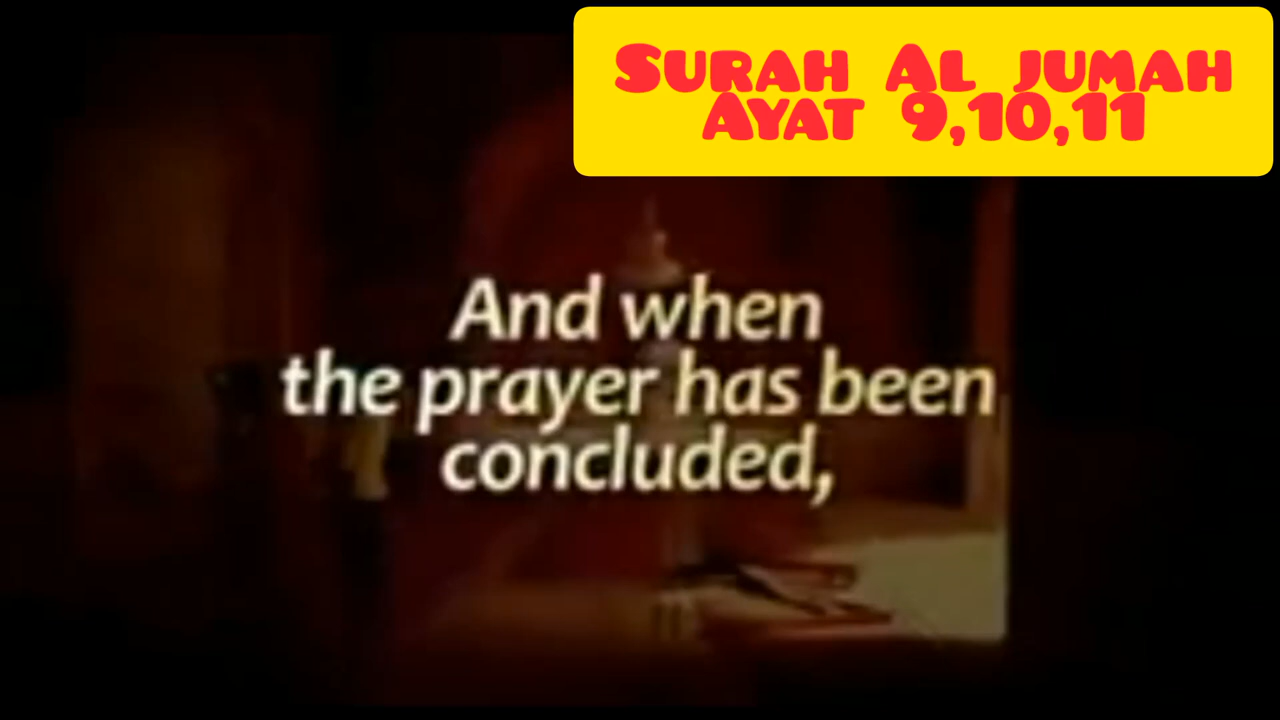 Surah Al jumah
Ayat 9,10,11
And when
the prayer has been
concluded,